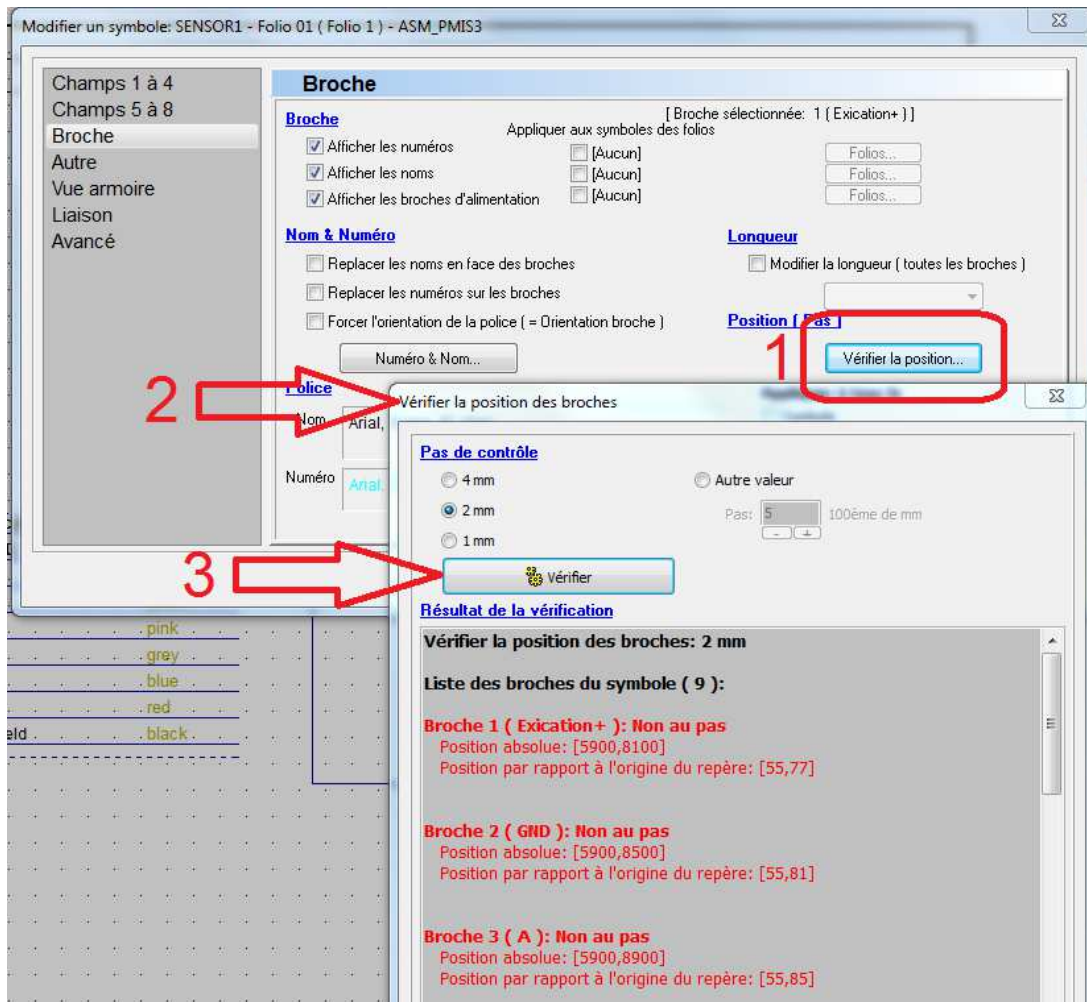 Modifier un symbole: SENSOR1 - Folio 01 ( Folio 1 ) - ASM_PMIS3
Champs 1 à 4
Champs 5 à 8
Broche
Autre
Vue armoire
Liaison
Avancé
Broche
Broche
[ Broche sélectionnée: 1 ( Exication+ ) ]
Appliquer aux symboles des folios
Afficher les numéros [Aucun] Folios...
Afficher les noms [Aucun] Folios...
Afficher les broches d'alimentation [Aucun] Folios...
Nom & Numéro
Longueur
Replacer les noms en face des broches
Modifier la longueur ( toutes les broches )
Replacer les numéros sur les broches
Forcer l'orientation de la police ( = Orientation broche )
Position ( Pas )
1
Numéro & Nom...
Vérifier la position...
2
Police
Nom Arial,
Numéro Arial,
Vérifier la position des broches
Pas de contrôle
4 mm
Autre valeur
2 mm
Pas: 5 100ème de mm
- +
1 mm
3
Vérifier
Résultat de la vérification
Vérifier la position des broches: 2 mm
Liste des broches du symbole ( 9 ):
Broche 1 ( Exication+ ): Non au pas
Position absolue: [5900,8100]
Position par rapport à l'origine du repère: [55,77]
Broche 2 ( GND ): Non au pas
Position absolue: [5900,8500]
Position par rapport à l'origine du repère: [55,81]
Broche 3 ( A ): Non au pas
Position absolue: [5900,8900]
Position par rapport à l'origine du repère: [55,85]
pink
grey
blue
red
eld black